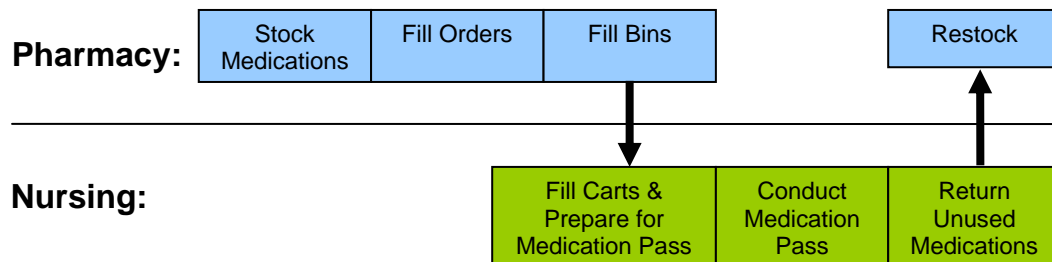 Pharmacy:
Stock
Medications
Fill Orders
Fill Bins
Restock
Nursing:
Fill Carts &
Prepare for
Medication Pass
Conduct
Medication
Pass
Return
Unused
Medications